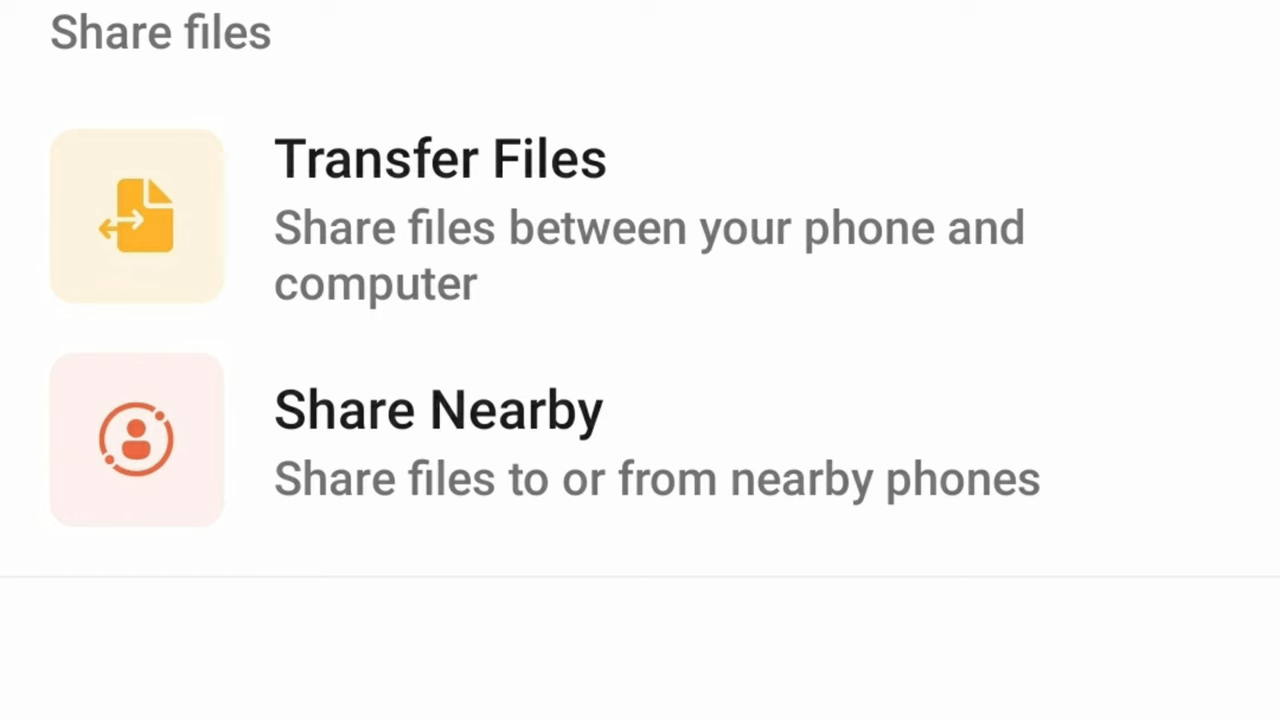 Share files
Transfer Files
Share files between your phone and
computer
Share Nearby
Share files to or from nearby phones